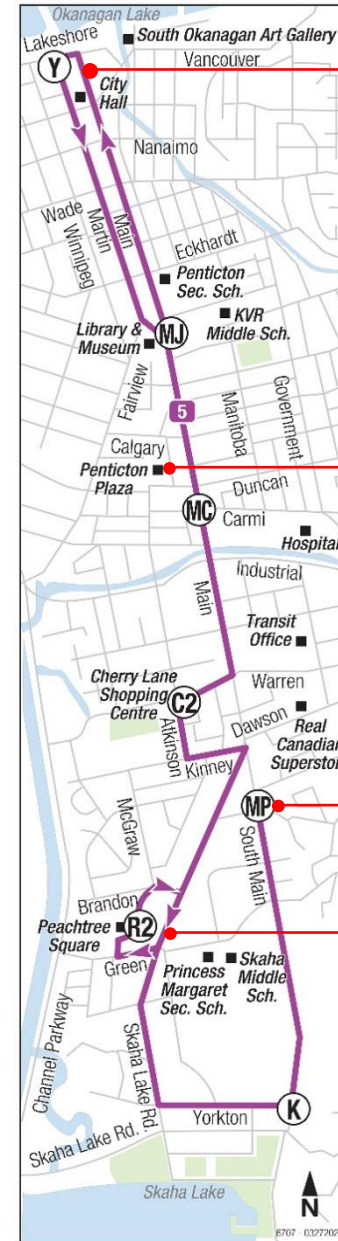 Okanagan Lake
Lakeshore
South Okanagan Art Gallery
Vancouver
Y
City
Hall
Nanaimo
Wade
Martin
Main
Winnipeg
Eckhardt
Penticton
Sec. Sch.
KVR
Middle Sch.
MJ
Library &
Museum
Fairview
5
Manitoba
Government
Calgary
Penticton
Plaza
Duncan
MC
Carmi
Hospital
Industrial
Main
Transit
Office
Cherry Lane
Shopping
Centre
C2
Warren
Atkinson
Dawson
Real
Canadian
Superstor
Kinney
MP
McGraw
South Main
Brandon
R2
Peachtree
Square
Green
Princess
Margaret
Sec. Sch.
Skaha
Middle
Sch.
Channel Parkway
Skaha Lake Rd.
K
Yorkton
Skaha Lake Rd.
Skaha Lake
N